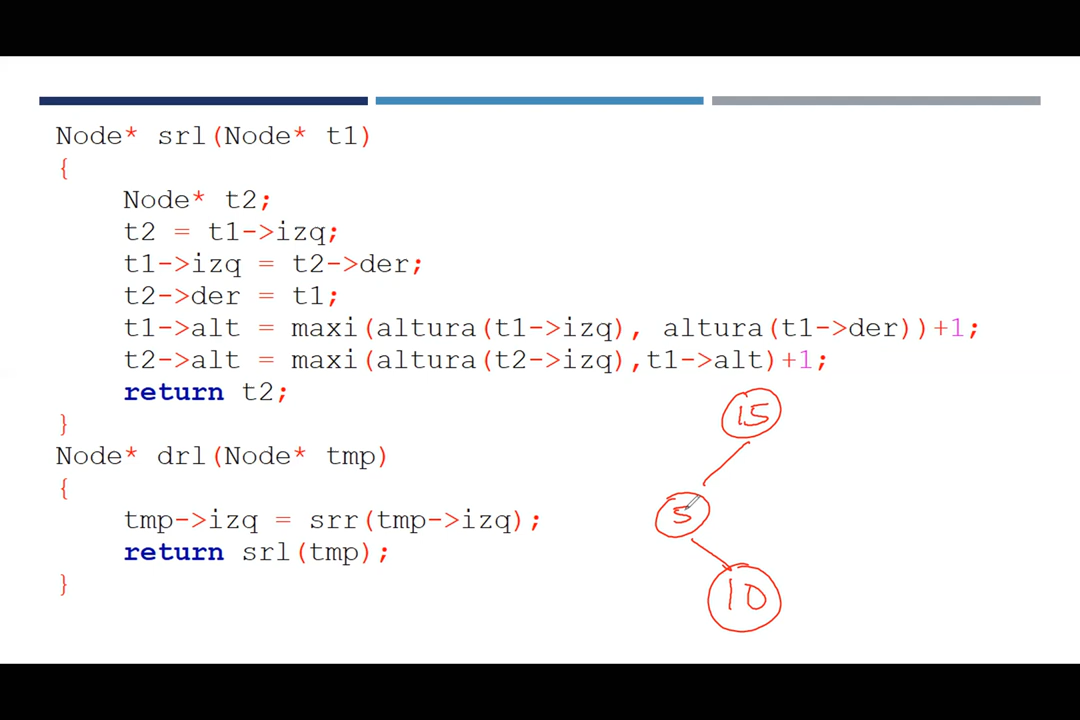 Node* srl(Node* t1)
{
Node* t2;
t2 = t1->izq;
t1->izq = t2->der;
t2->der = t1;
t1->alt = maxi(altura(t1->izq), altura(t1->der))+1;
t2->alt = maxi(altura(t2->izq),t1->alt)+1;
return t2;
}
Node* drl(Node* tmp)
{
tmp->izq = srr(tmp->izq);
return srl(tmp);
}
15
5
10